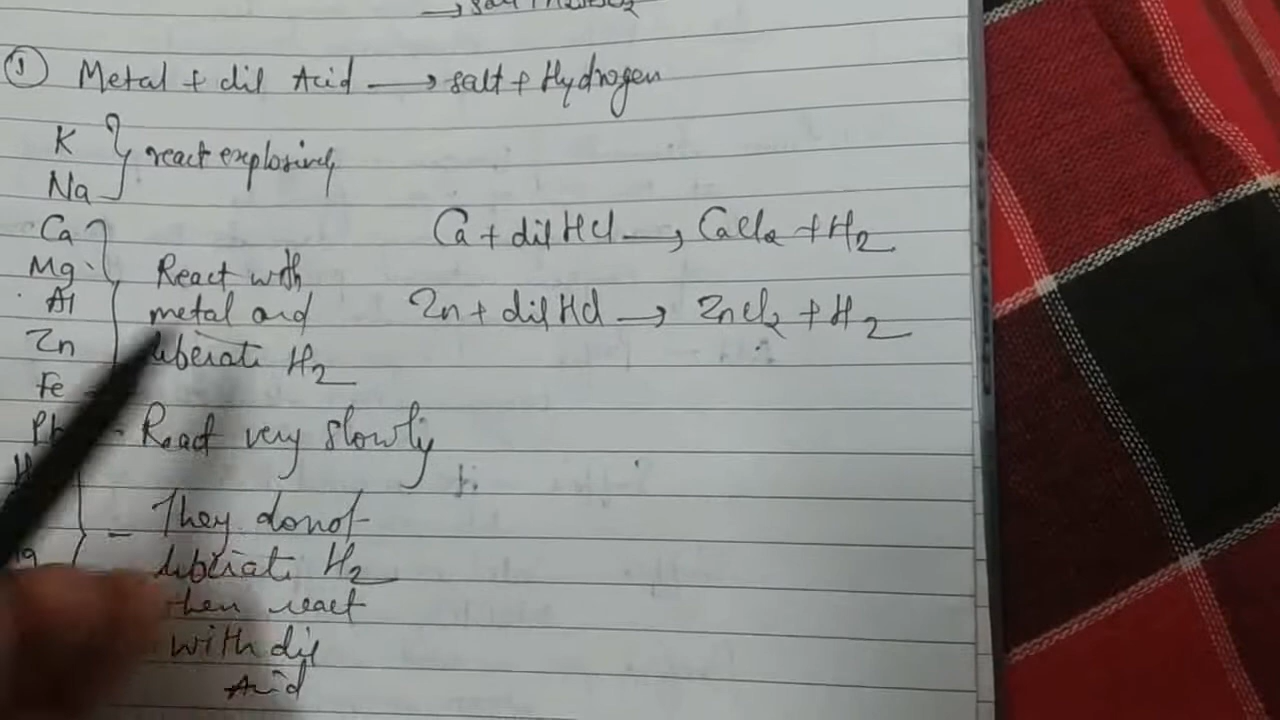 ① Metal + dil Acid ⟶ salt + Hydrogen
K
Na } react explosively
Ca
Mg
Al
Zn
Fe
React with
metal and
liberate H₂
Ca + dil HCl ⟶ CaCl₂ + H₂
Zn + dil HCl ⟶ ZnCl₂ + H₂
Pb - React very slowly
- They donot
liberate H₂
when react
with dil
Acid